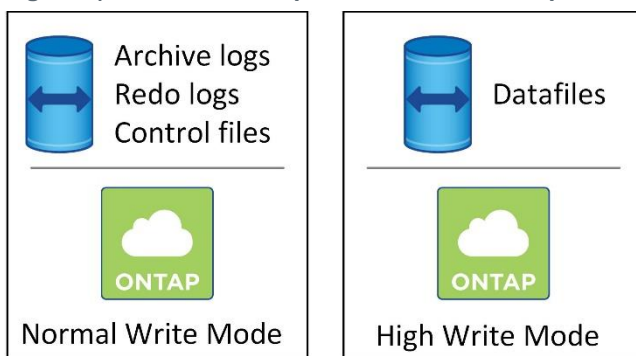 Archive logs
Redo logs
Control files
ONTAP
Normal Write Mode
Datafiles
ONTAP
High Write Mode